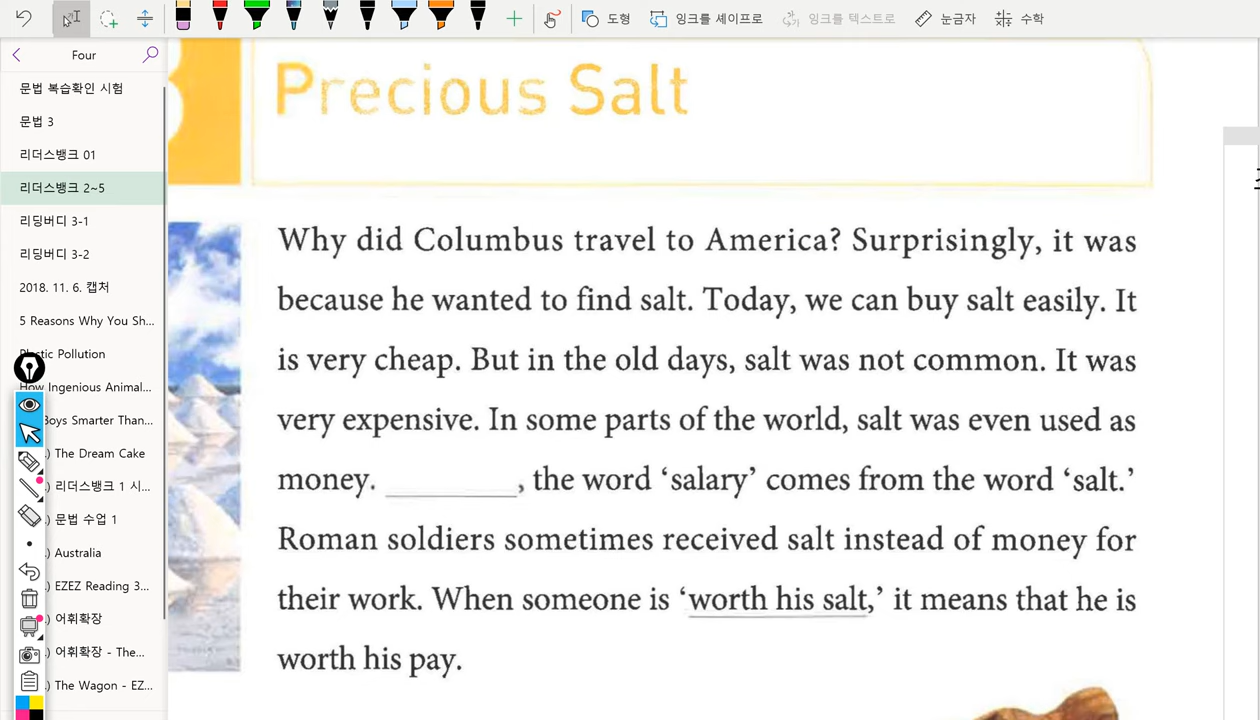 도형
잉크를 셰이프로
잉크를 텍스트로
눈금자
수학
Four
문법 복습확인 시험
문법 3
리더스뱅크 01
리더스뱅크 2~5
리딩버디 3-1
리딩버디 3-2
2018. 11. 6. 캡처
5 Reasons Why You Sh...
Pollution
How Ingenious Animal...
Boys Smarter Than...
) The Dream Cake
) 리더스뱅크 1 시...
) 문법 수업 1
) Australia
) EZEZ Reading 3...
) 어휘확장
) 어휘확장 - The...
) The Wagon - EZ...
Precious Salt
Why did Columbus travel to America? Surprisingly, it was
because he wanted to find salt. Today, we can buy salt easily. It
is very cheap. But in the old days, salt was not common. It was
very expensive. In some parts of the world, salt was even used as
money. ________, the word ‘salary’ comes from the word ‘salt.’
Roman soldiers sometimes received salt instead of money for
their work. When someone is ‘worth his salt,’ it means that he is
worth his pay.